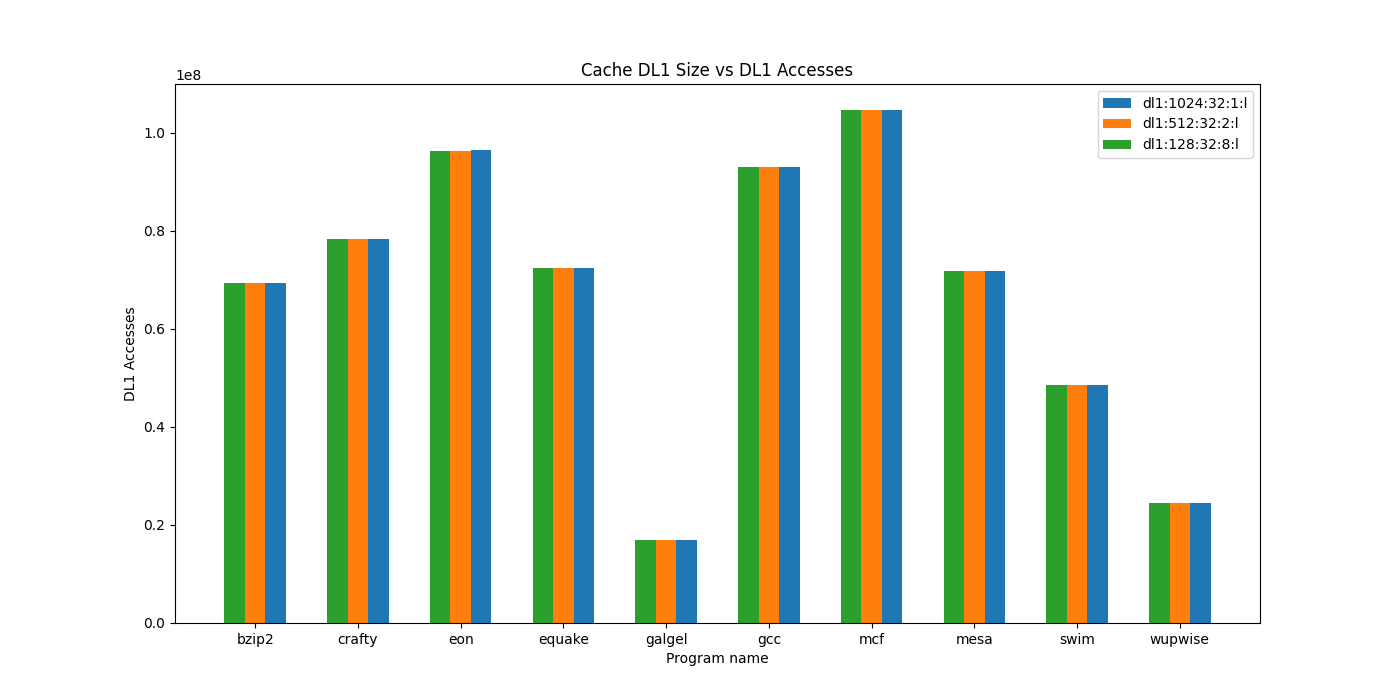 Cache DL1 Size vs DL1 Accesses
1e8
dl1:1024:32:1:l
dl1:512:32:2:l
dl1:128:32:8:l
1.0
0.8
0.6
0.4
0.2
0.0
DL1 Accesses
bzip2 crafty eon equake galgel gcc mcf mesa swim wupwise
Program name